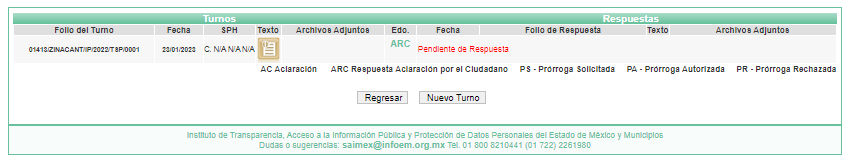 Turnos Respuestas
Folio del Turno Fecha SPH Texto Archivos Adjuntos Edo. Fecha Folio de Respuesta Texto Archivos Adjuntos
01418/ZINACANT/IP/2022/TSP/0001 23/01/2023 C. N/A N/A N/A ARC Pendiente de Respuesta
AC Aclaración ARC Respuesta Aclaración por el Ciudadano PS - Prórroga Solicitada PA - Prórroga Autorizada PR - Prórroga Rechazada
Regresar Nuevo Turno
Instituto de Transparencia, Acceso a la Información Pública y Protección de Datos Personales del Estado de México y Municipios
Dudas o sugerencias: saimex@infoem.org.mx Tel. 01 800 8210441 (01 722) 2261980